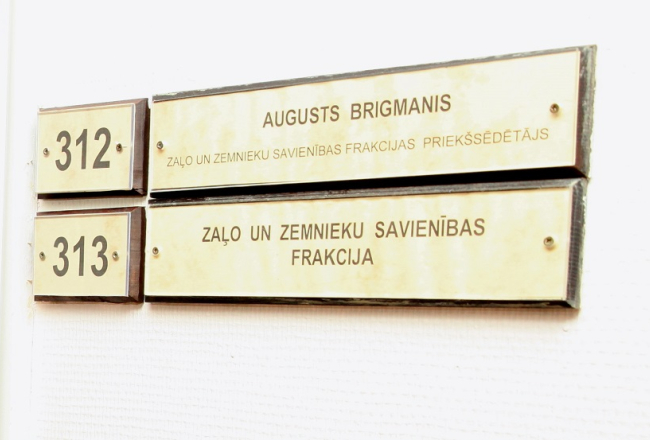 312
AUGUSTS BRIGMANIS
ZAĻO UN ZEMNIEKU SAVIENĪBAS FRAKCIJAS PRIEKŠSĒDĒTĀJS
313
ZAĻO UN ZEMNIEKU SAVIENĪBAS
FRAKCIJA